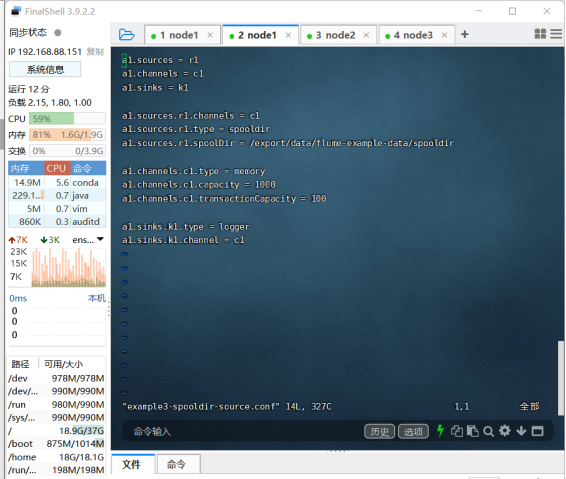 FinalShell 3.9.2.2
同步状态
IP 192.168.88.151 复制
系统信息
运行 12 分
负载 2.15, 1.80, 1.00
CPU 59%
内存 81% 1.6G/1.9G
交换 0% 0/3.9G
内存 CPU 命令
14.9M 5.6 conda
229.1... 0.7 java
5M 0.7 vim
860K 0.3 auditd
7K 3K ens...
23K
15K
7K
0ms 本机
0
0
0
路径 可用/大小
/dev 978M/978M
/dev/... 990M/990M
/run 980M/990M
/sys/... 990M/990M
/ 18.9G/37G
/boot 875M/1014M
/home 18G/18.1G
/run/... 198M/198M
1 node1
2 node1
3 node2
4 node3
a1.sources = r1
a1.channels = c1
a1.sinks = k1
a1.sources.r1.channels = c1
a1.sources.r1.type = spooldir
a1.sources.r1.spoolDir = /export/data/flume-example-data/spooldir
a1.channels.c1.type = memory
a1.channels.c1.capacity = 1000
a1.channels.c1.transactionCapacity = 100
a1.sinks.k1.type = logger
a1.sinks.k1.channel = c1
~
~
~
~
~
~
~
~
~
~
~
"example3-spooldir-source.conf" 14L, 327C 1,1 全部
命令输入 历史 选项
文件 命令